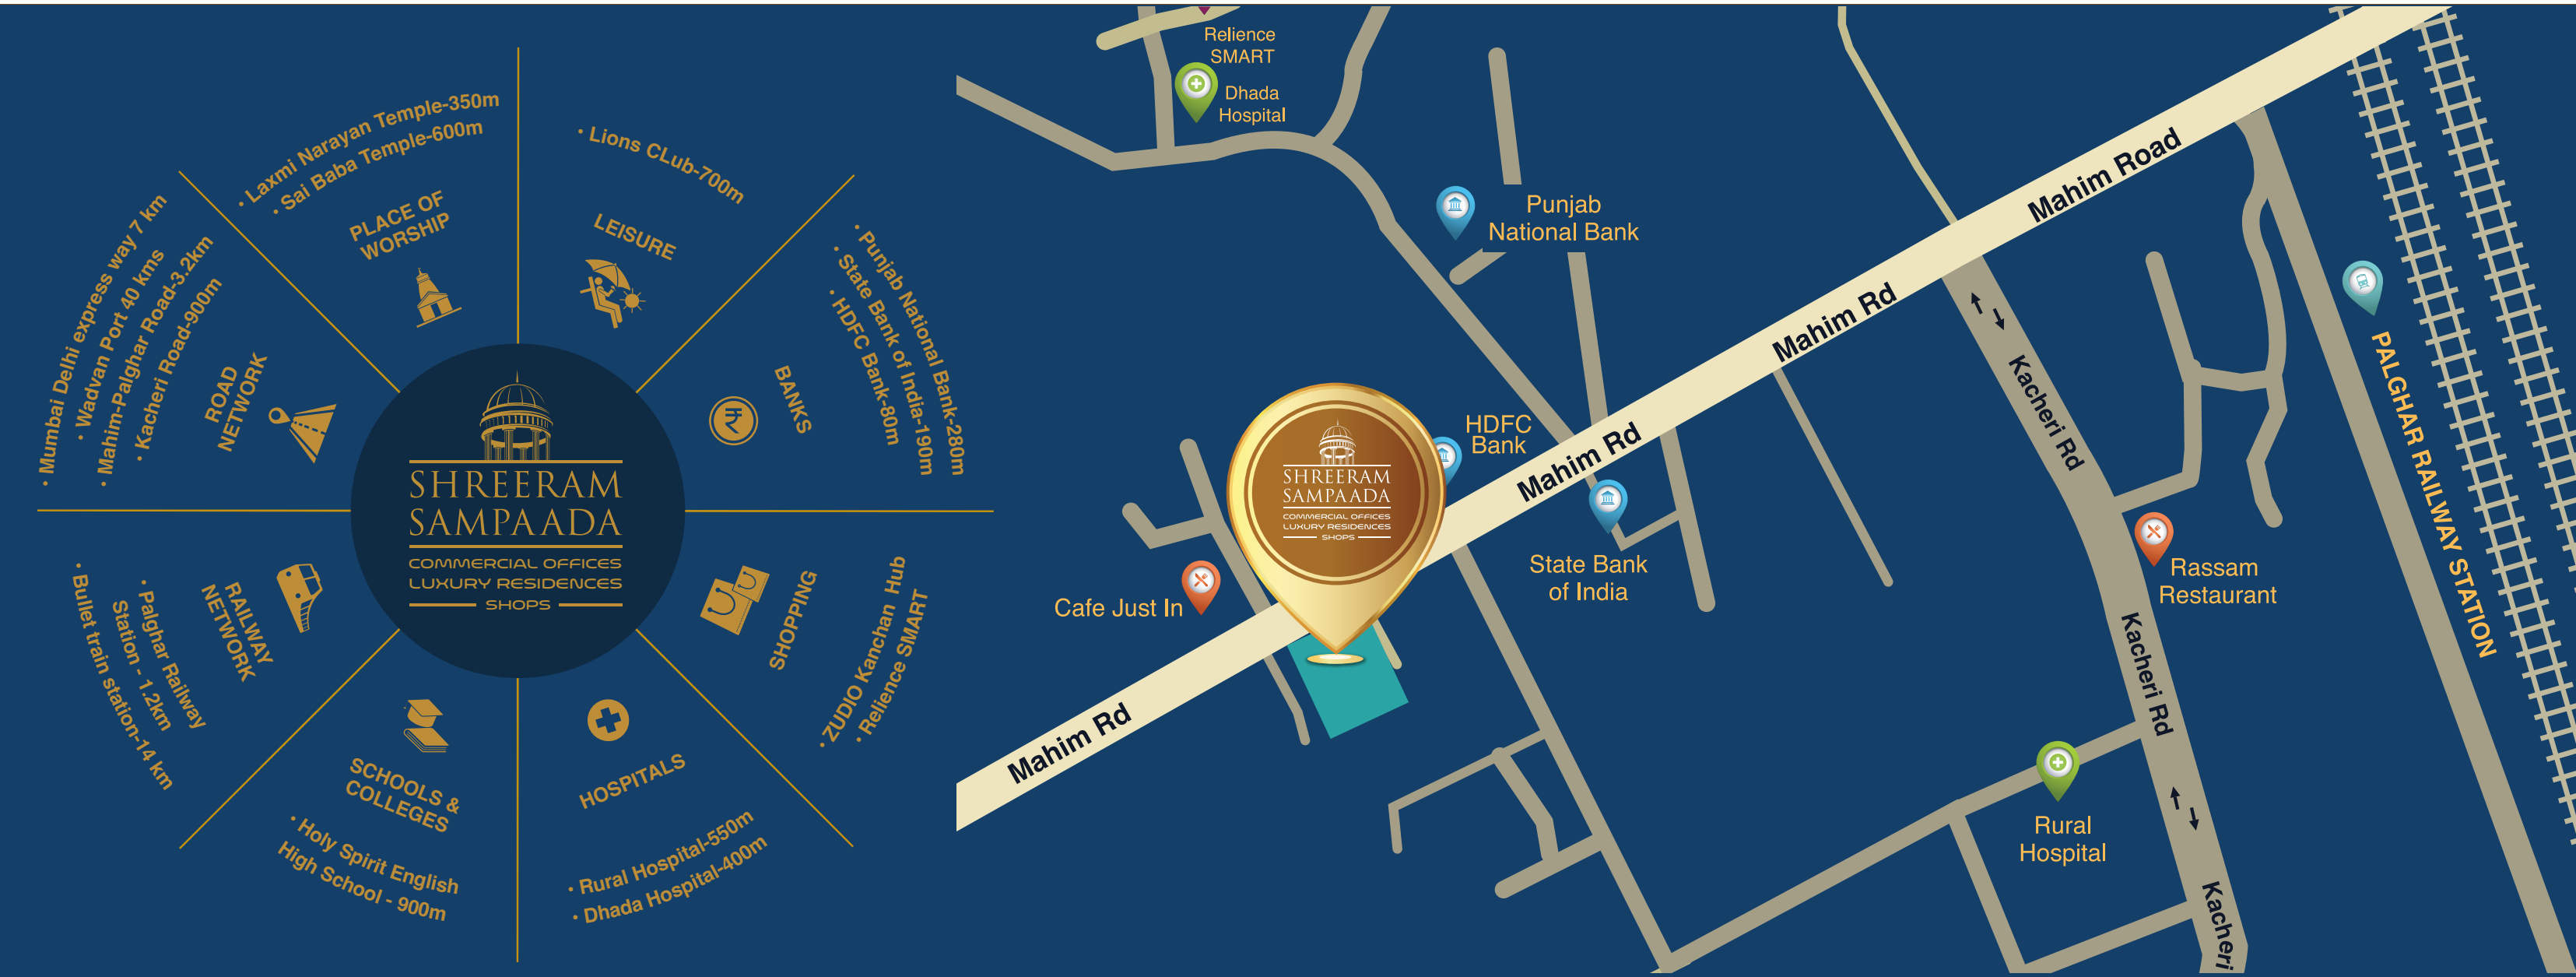 • Laxmi Narayan Temple-350m
• Sai Baba Temple-600m
PLACE OF
WORSHIP
• Lions CLub-700m
LEISURE
• Punjab National Bank-280m
• State Bank of India-190m
• HDFC Bank-80m
BANKS
• ZUDIO Kanchan Hub
• Relience SMART
SHOPPING
HOSPITALS
• Rural Hospital-550m
• Dhada Hospital-400m
SCHOOLS &
COLLEGES
• Holy Spirit English
High School - 900m
RAILWAY
NETWORK
• Palghar Railway
Station - 1.2km
• Bullet train station-14 km
• Mumbai Delhi express way 7 km
• Wadvan Port 40 kms
• Mahim-Palghar Road-3.2km
• Kacheri Road-900m
ROAD
NETWORK
SHREERAM
SAMPAADA
COMMERCIAL OFFICES
LUXURY RESIDENCES
SHOPS
Relience
SMART
Dhada
Hospital
Punjab
National Bank
Mahim Road
Mahim Rd
Kacheri Rd
PALGHAR RAILWAY STATION
HDFC
Bank
Mahim Rd
SHREERAM
SAMPAADA
COMMERCIAL OFFICES
LUXURY RESIDENCES
SHOPS
State Bank
of India
Cafe Just In
Rassam
Restaurant
Kacheri Rd
Mahim Rd
Rural
Hospital
Kacheri